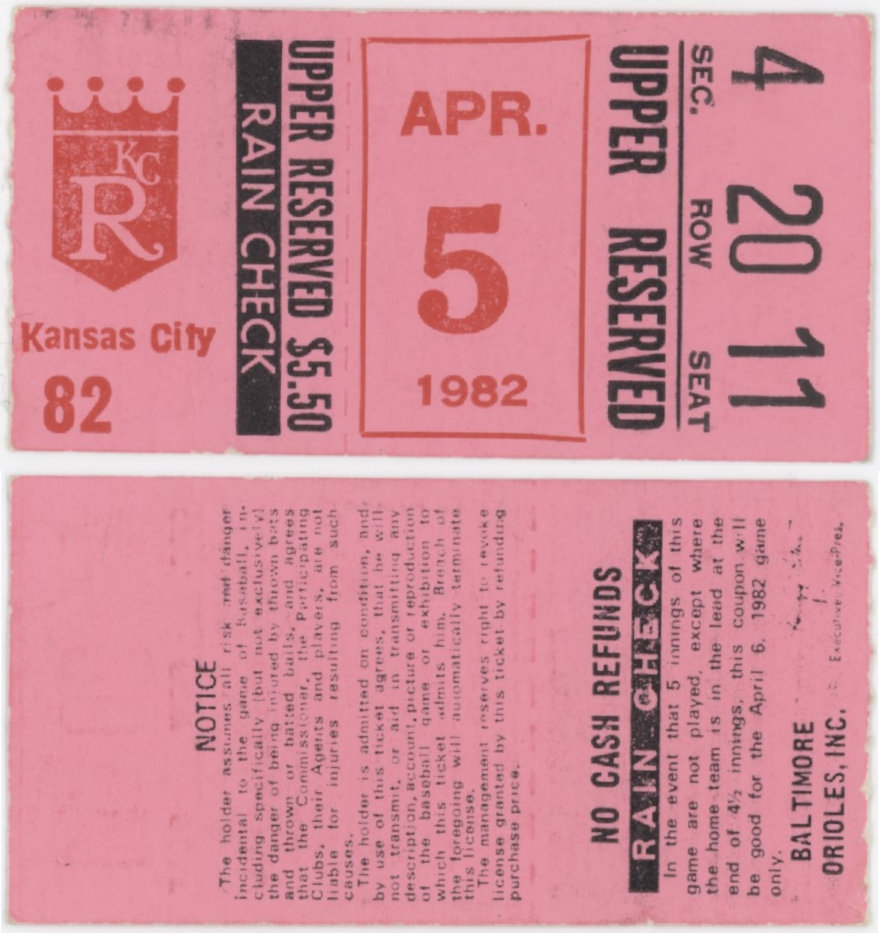 KC
R
Kansas City
82
RAIN CHECK
UPPER RESERVED $5.50
APR.
5
1982
UPPER RESERVED
SEC. ROW SEAT
4 20 11
NOTICE
The holder assumes all risk and danger
incidental to the game of baseball, in-
cluding specifically (but not exclusively)
the danger of being injured by thrown bats
and thrown or batted balls, and agrees
that the Commissioner, the Participating
Clubs, their Agents and players, are not
liable for injuries resulting from such
causes.
The holder is admitted on condition, and
by use of this ticket agrees, that he will
not transmit, or aid in transmitting any
description, account, picture or reproduction
of the baseball game or exhibition to
which this ticket admits him. Breach of
the foregoing will automatically terminate
this license.
The management reserves right to revoke
license granted by this ticket by refunding
purchase price.
NO CASH REFUNDS
RAIN CHECK
In the event that 5 innings of this
game are not played, except where
the home team is in the lead at the
end of 4½ innings, this coupon will
be good for the April 6, 1982 game
only.
BALTIMORE
ORIOLES, INC.
Executive Vice-Pres.